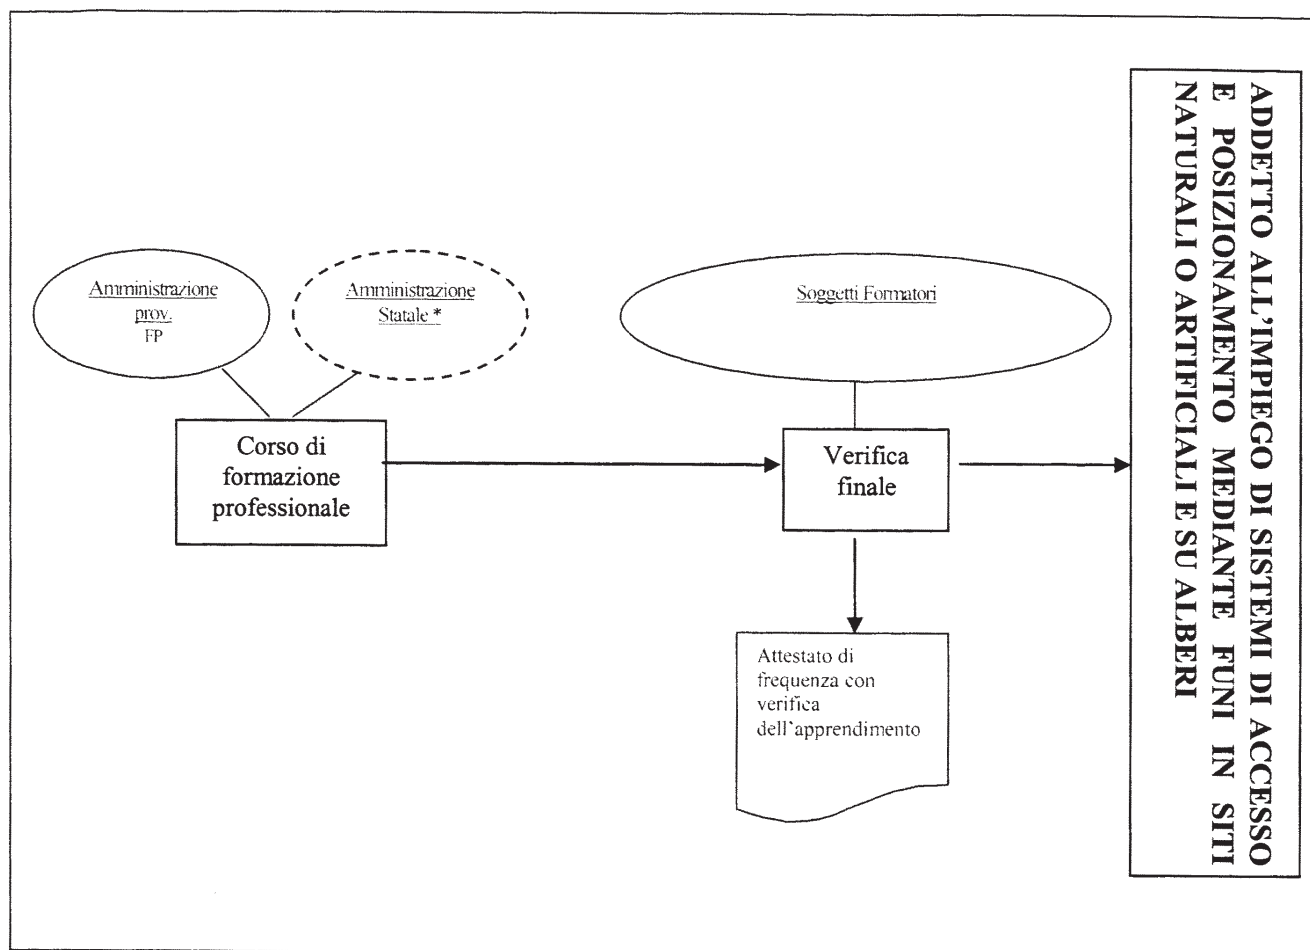 Amministrazione
prov.
FP
Amministrazione
Statale *
Soggetti Formatori
Corso di
formazione
professionale
Verifica
finale
Attestato di
frequenza con
verifica
dell'apprendimento
ADDETTO ALL'IMPIEGO DI SISTEMI DI ACCESSO
E POSIZIONAMENTO MEDIANTE FUNI IN SITI
NATURALI O ARTIFICIALI E SU ALBERI